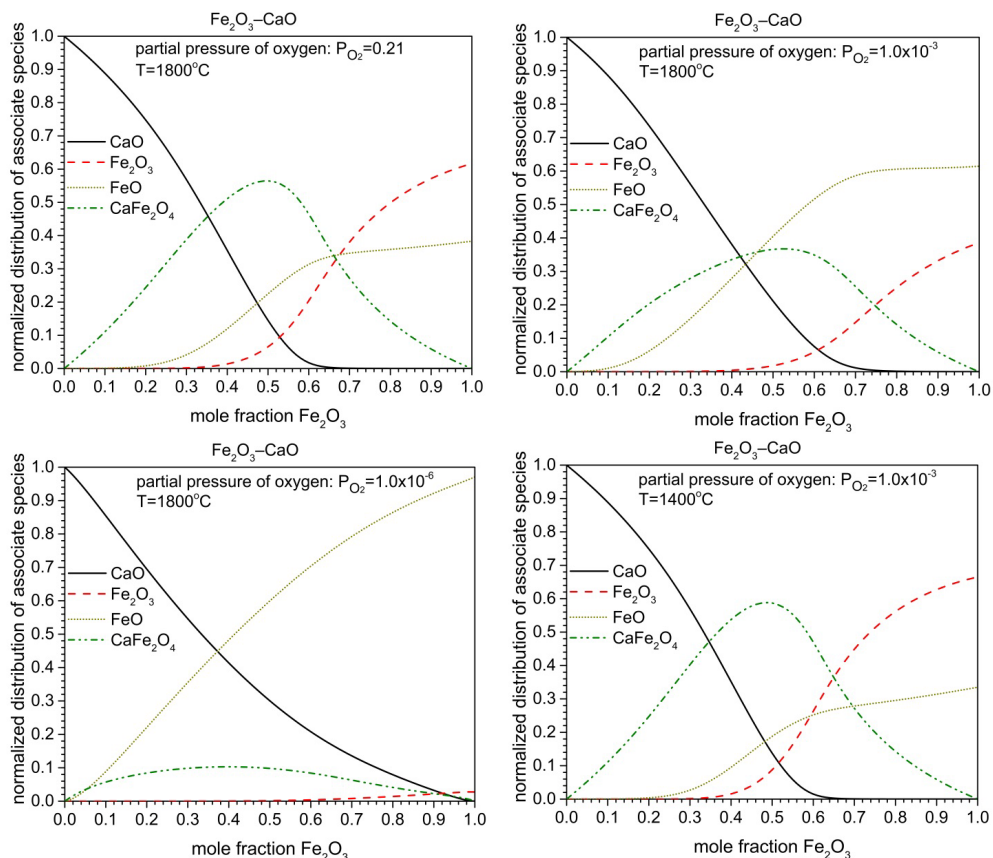 Fe₂O₃–CaO
partial pressure of oxygen: P_O₂=0.21
T=1800°C
CaO
Fe₂O₃
FeO
CaFe₂O₄
normalized distribution of associate species
1.0
0.9
0.8
0.7
0.6
0.5
0.4
0.3
0.2
0.1
0.0
0.0 0.1 0.2 0.3 0.4 0.5 0.6 0.7 0.8 0.9 1.0
mole fraction Fe₂O₃
Fe₂O₃–CaO
partial pressure of oxygen: P_O₂=1.0x10⁻³
T=1800°C
CaO
Fe₂O₃
FeO
CaFe₂O₄
normalized distribution of associate species
1.0
0.9
0.8
0.7
0.6
0.5
0.4
0.3
0.2
0.1
0.0
0.0 0.1 0.2 0.3 0.4 0.5 0.6 0.7 0.8 0.9 1.0
mole fraction Fe₂O₃
Fe₂O₃–CaO
partial pressure of oxygen: P_O₂=1.0x10⁻⁶
T=1800°C
CaO
Fe₂O₃
FeO
CaFe₂O₄
normalized distribution of associate species
1.0
0.9
0.8
0.7
0.6
0.5
0.4
0.3
0.2
0.1
0.0
0.0 0.1 0.2 0.3 0.4 0.5 0.6 0.7 0.8 0.9 1.0
mole fraction Fe₂O₃
Fe₂O₃–CaO
partial pressure of oxygen: P_O₂=1.0x10⁻³
T=1400°C
CaO
Fe₂O₃
FeO
CaFe₂O₄
normalized distribution of associate species
1.0
0.9
0.8
0.7
0.6
0.5
0.4
0.3
0.2
0.1
0.0
0.0 0.1 0.2 0.3 0.4 0.5 0.6 0.7 0.8 0.9 1.0
mole fraction Fe₂O₃